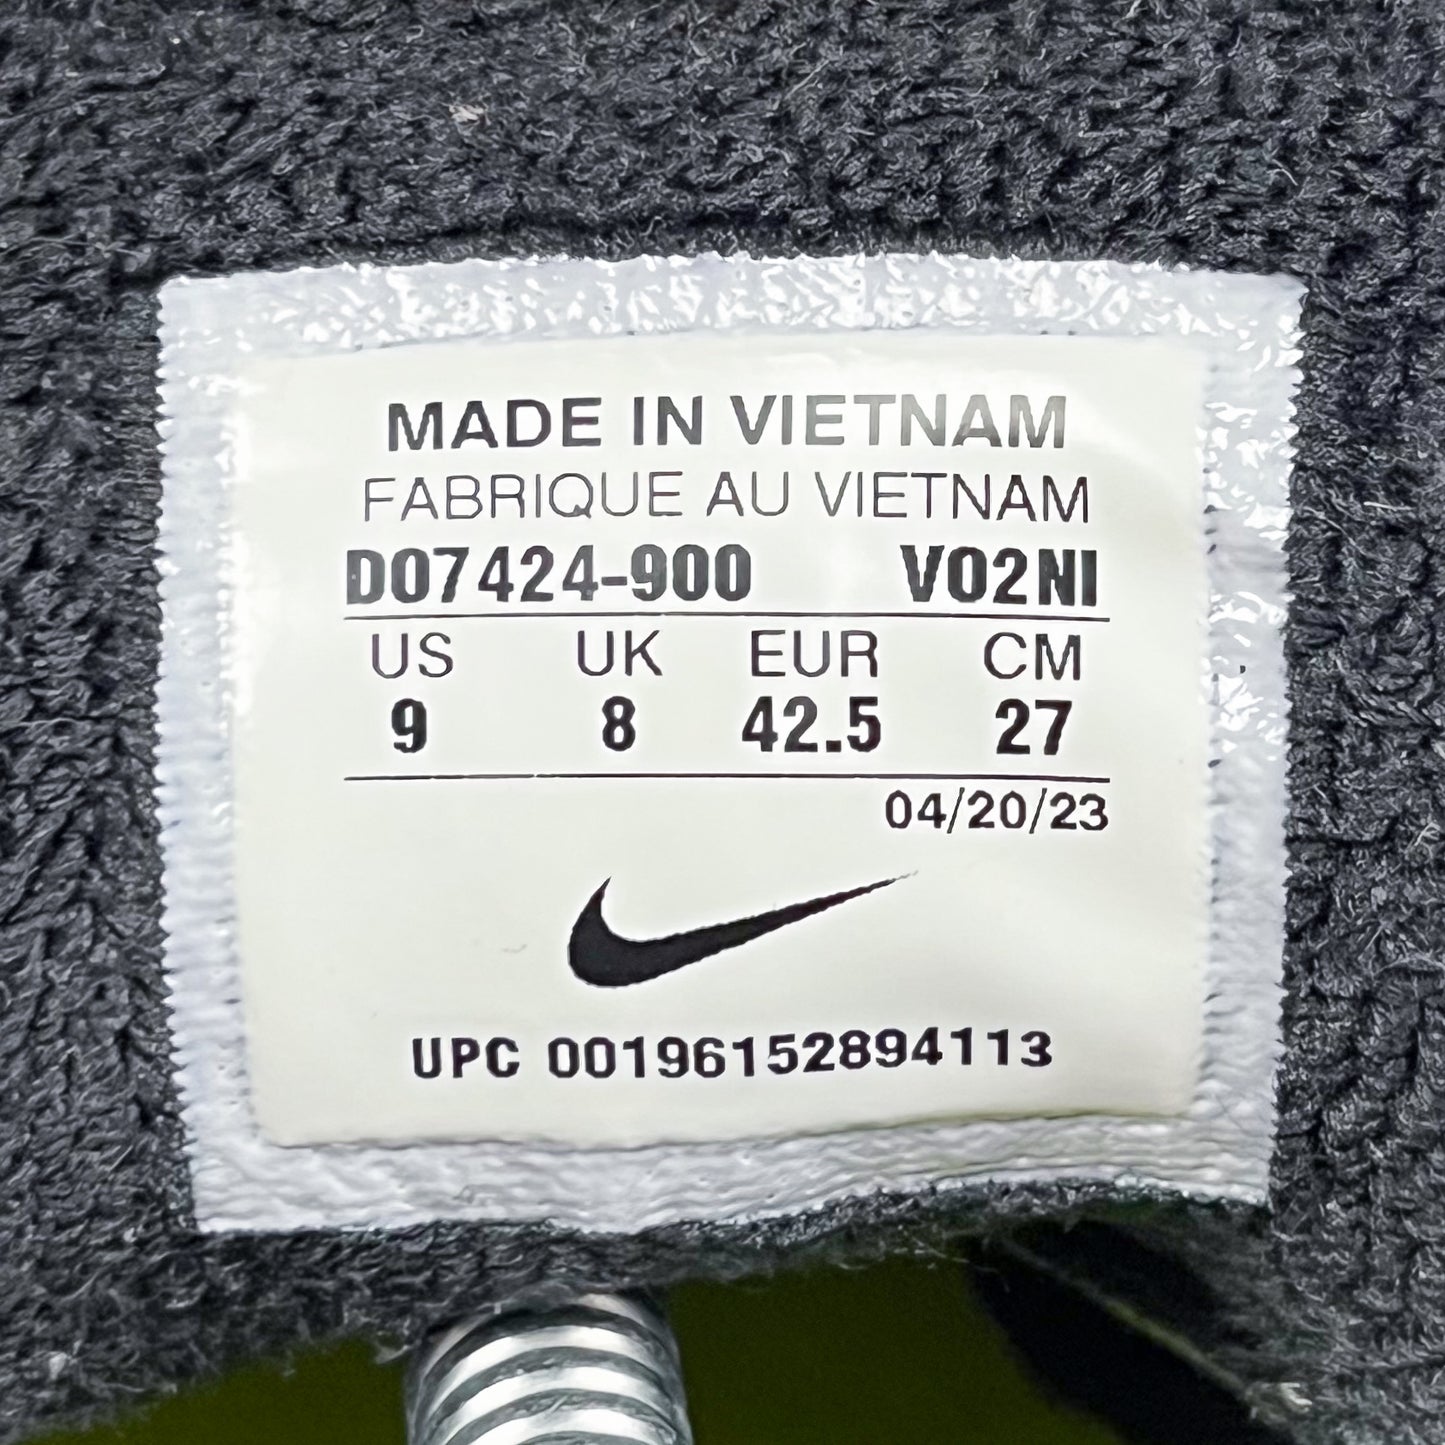 MADE IN VIETNAM
FABRIQUE AU VIETNAM
DO7424-900 V02NI
US UK EUR CM
9 8 42.5 27
04/20/23
UPC 00196152894113